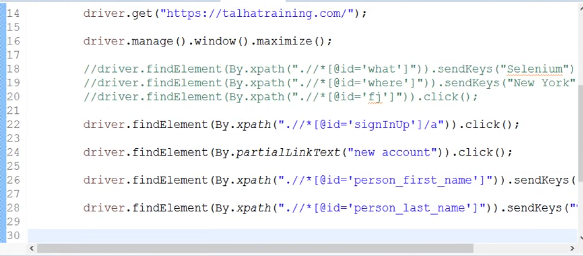 14 driver.get("https://talhatraining.com/");
15
16 driver.manage().window().maximize();
17
18 //driver.findElement(By.xpath(".//*[@id='what']")).sendKeys("Selenium")
19 //driver.findElement(By.xpath(".//*[@id='where']")).sendKeys("New York"
20 //driver.findElement(By.xpath(".//*[@id='fj']")).click();
21
22 driver.findElement(By.xpath(".//*[@id='signInUp']/a")).click();
23
24 driver.findElement(By.partialLinkText("new account")).click();
25
26 driver.findElement(By.xpath(".//*[@id='person_first_name']")).sendKeys(
27
28 driver.findElement(By.xpath(".//*[@id='person_last_name']")).sendKeys("
29
30